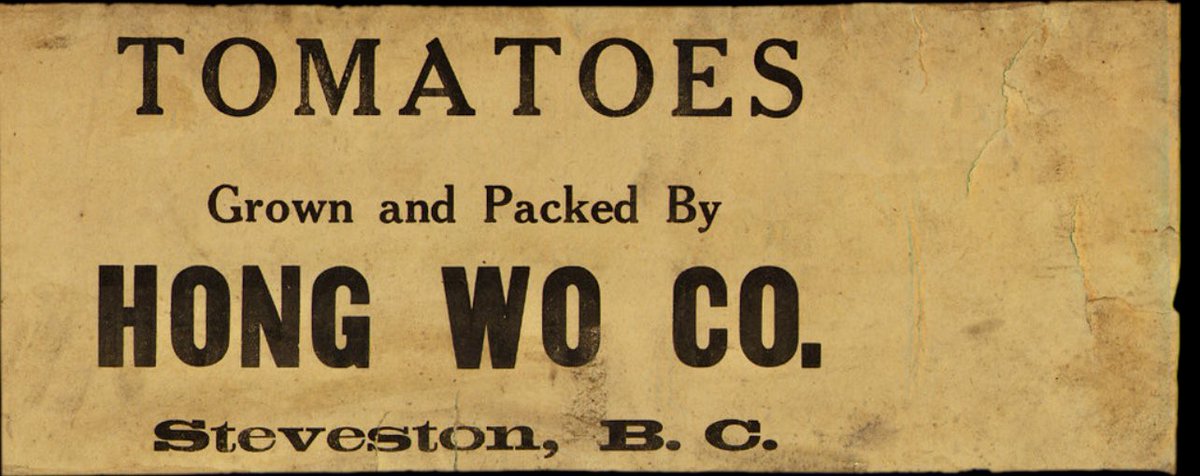 TOMATOES
Grown and Packed By
HONG WO CO.
Steveston, B. C.